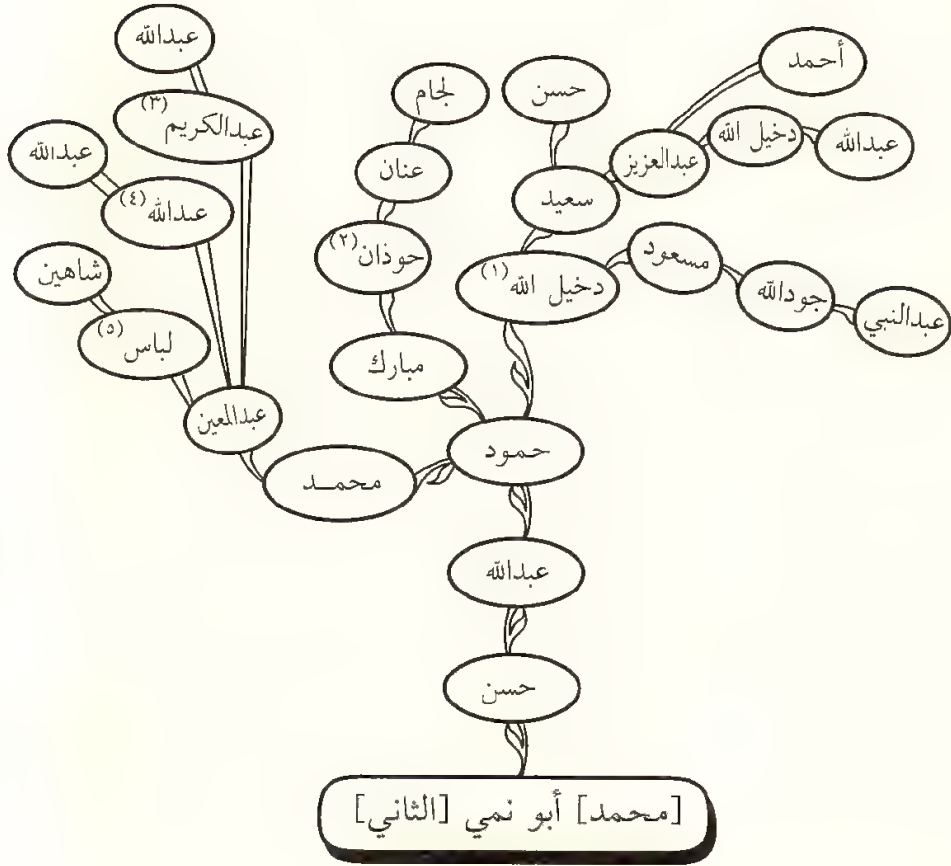 عبدالله
أحمد
عبدالكريم (٣)
لجام
حسن
عبدالله
عنان
عبدالعزيز
دخيل الله
عبدالله
عبدالله (٤)
سعيد
شاهين
حوذان (٢)
دخيل الله (١)
مسعود
جودالله
عبدالنبي
لباس (٥)
مبارك
عبدالمعين
حمود
محمـد
عبدالله
حسن
[محمد] أبو نمي [الثاني]